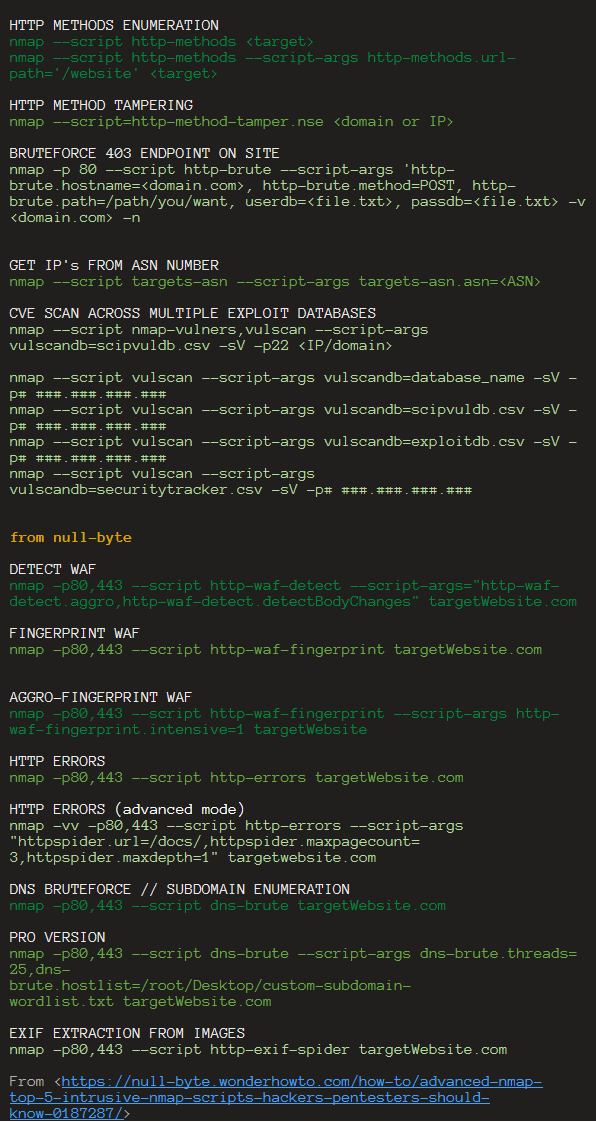 HTTP METHODS ENUMERATION
nmap --script http-methods <target>
nmap --script http-methods --script-args http-methods.url-
path='/website' <target>
HTTP METHOD TAMPERING
nmap --script=http-method-tamper.nse <domain or IP>
BRUTEFORCE 403 ENDPOINT ON SITE
nmap -p 80 --script http-brute --script-args 'http-
brute.hostname=<domain.com>, http-brute.method=POST, http-
brute.path=/path/you/want, userdb=<file.txt>, passdb=<file.txt> -v
<domain.com> -n
GET IP's FROM ASN NUMBER
nmap --script targets-asn --script-args targets-asn.asn=<ASN>
CVE SCAN ACROSS MULTIPLE EXPLOIT DATABASES
nmap --script nmap-vulners,vulscan --script-args
vulscandb=scipvuldb.csv -sV -p22 <IP/domain>
nmap --script vulscan --script-args vulscandb=database_name -sV -
p# ###.###.###.###
nmap --script vulscan --script-args vulscandb=scipvuldb.csv -sV -
p# ###.###.###.###
nmap --script vulscan --script-args vulscandb=exploitdb.csv -sV -
p# ###.###.###.###
nmap --script vulscan --script-args
vulscandb=securitytracker.csv -sV -p# ###.###.###.###
from null-byte
DETECT WAF
nmap -p80,443 --script http-waf-detect --script-args="http-waf-
detect.aggro,http-waf-detect.detectBodyChanges" targetWebsite.com
FINGERPRINT WAF
nmap -p80,443 --script http-waf-fingerprint targetWebsite.com
AGGRO-FINGERPRINT WAF
nmap -p80,443 --script http-waf-fingerprint --script-args http-
waf-fingerprint.intensive=1 targetWebsite
HTTP ERRORS
nmap -p80,443 --script http-errors targetWebsite.com
HTTP ERRORS (advanced mode)
nmap -vv -p80,443 --script http-errors --script-args
"httpspider.url=/docs/,httpspider.maxpagecount=
3,httpspider.maxdepth=1" targetwebsite.com
DNS BRUTEFORCE // SUBDOMAIN ENUMERATION
nmap -p80,443 --script dns-brute targetWebsite.com
PRO VERSION
nmap -p80,443 --script dns-brute --script-args dns-brute.threads=
25,dns-
brute.hostlist=/root/Desktop/custom-subdomain-
wordlist.txt targetWebsite.com
EXIF EXTRACTION FROM IMAGES
nmap -p80,443 --script http-exif-spider targetWebsite.com
From <https://null-byte.wonderhowto.com/how-to/advanced-nmap-
top-5-intrusive-nmap-scripts-hackers-pentesters-should-
know-0187287/>